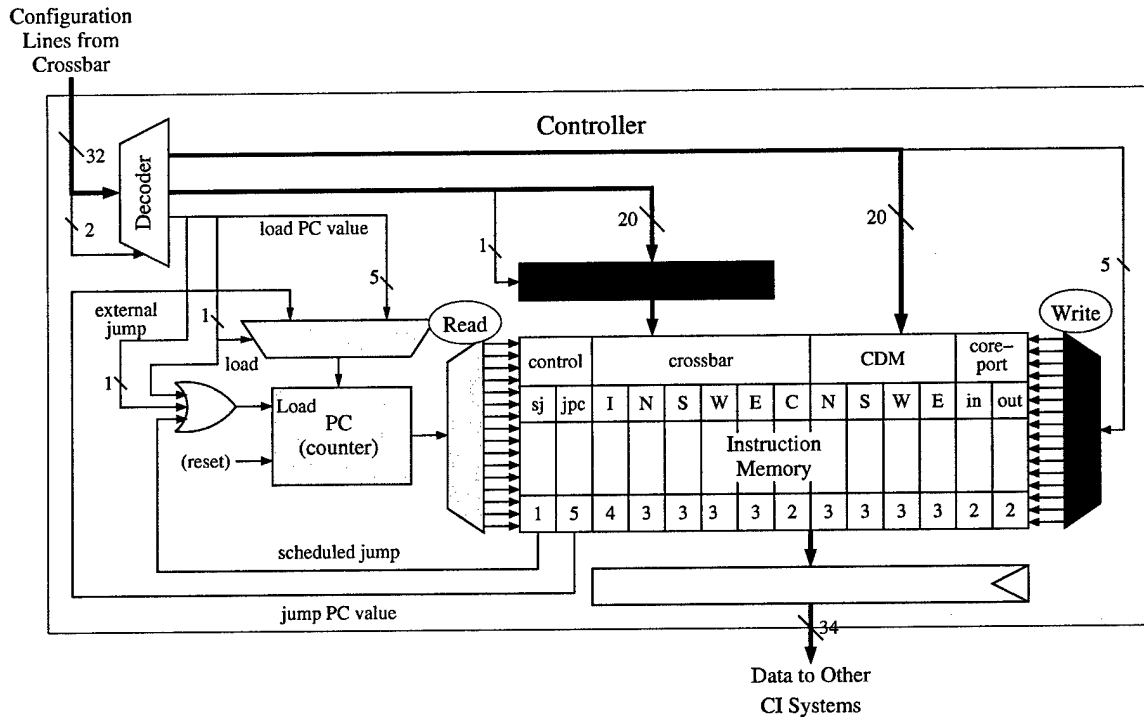 Configuration
Lines from
Crossbar
Controller
32
Decoder
2
load PC value
20
20
1
5
5
external
jump
1
load
1
Read
Write
Load
PC
(counter)
(reset)
control crossbar CDM core–
port
sj jpc I N S W E C N S W E in out
Instruction
Memory
1 5 4 3 3 3 3 2 3 3 3 3 2 2
scheduled jump
jump PC value
34
Data to Other
CI Systems